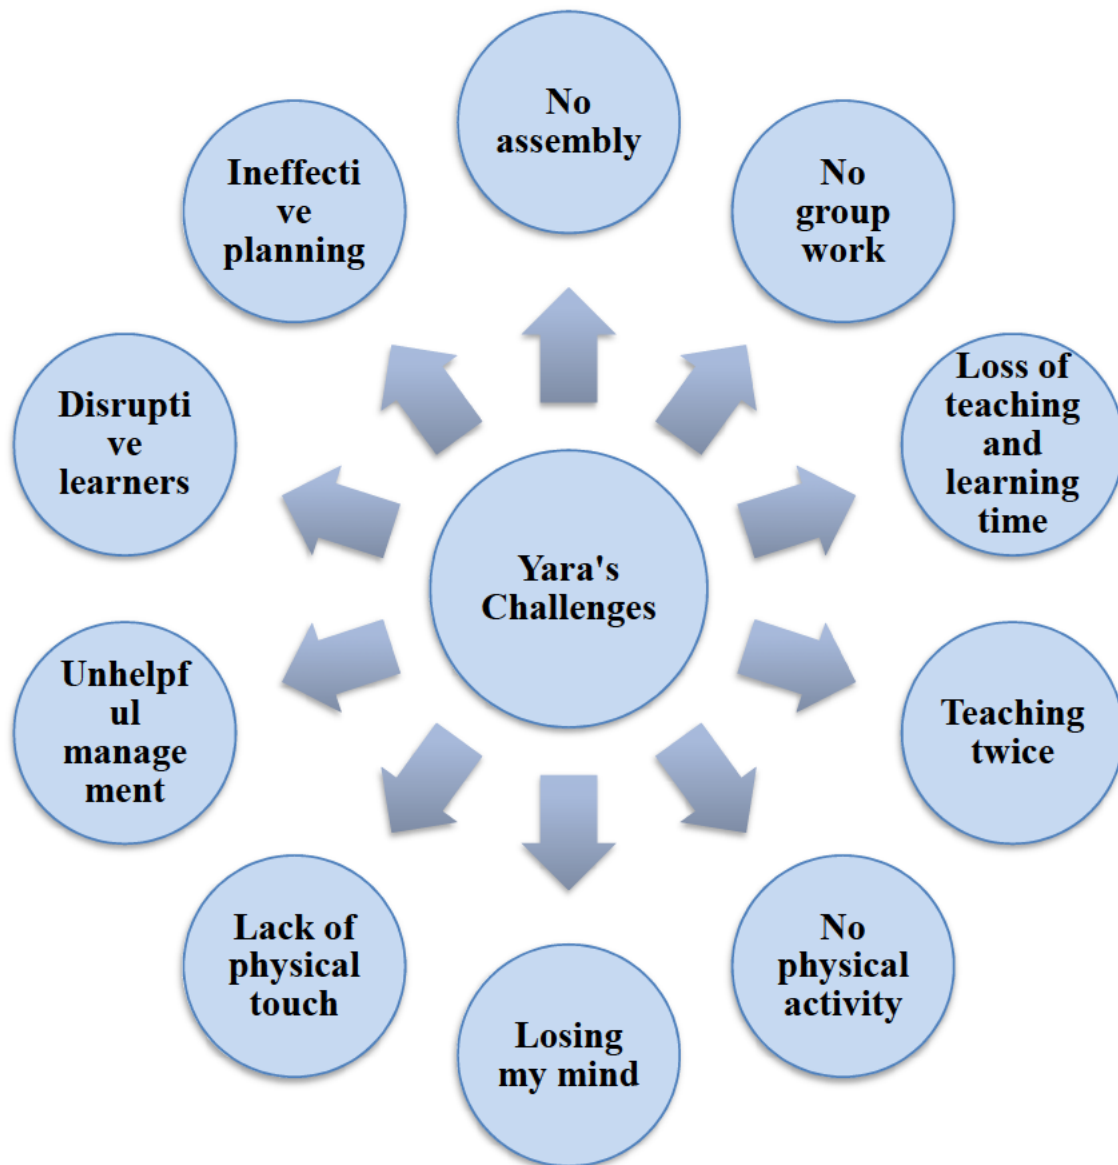 No
assembly
No
group
work
Loss of
teaching
and
learning
time
Teaching
twice
No
physical
activity
Losing
my mind
Lack of
physical
touch
Unhelpf
ul
manage
ment
Disrupti
ve
learners
Ineffecti
ve
planning
Yara's
Challenges